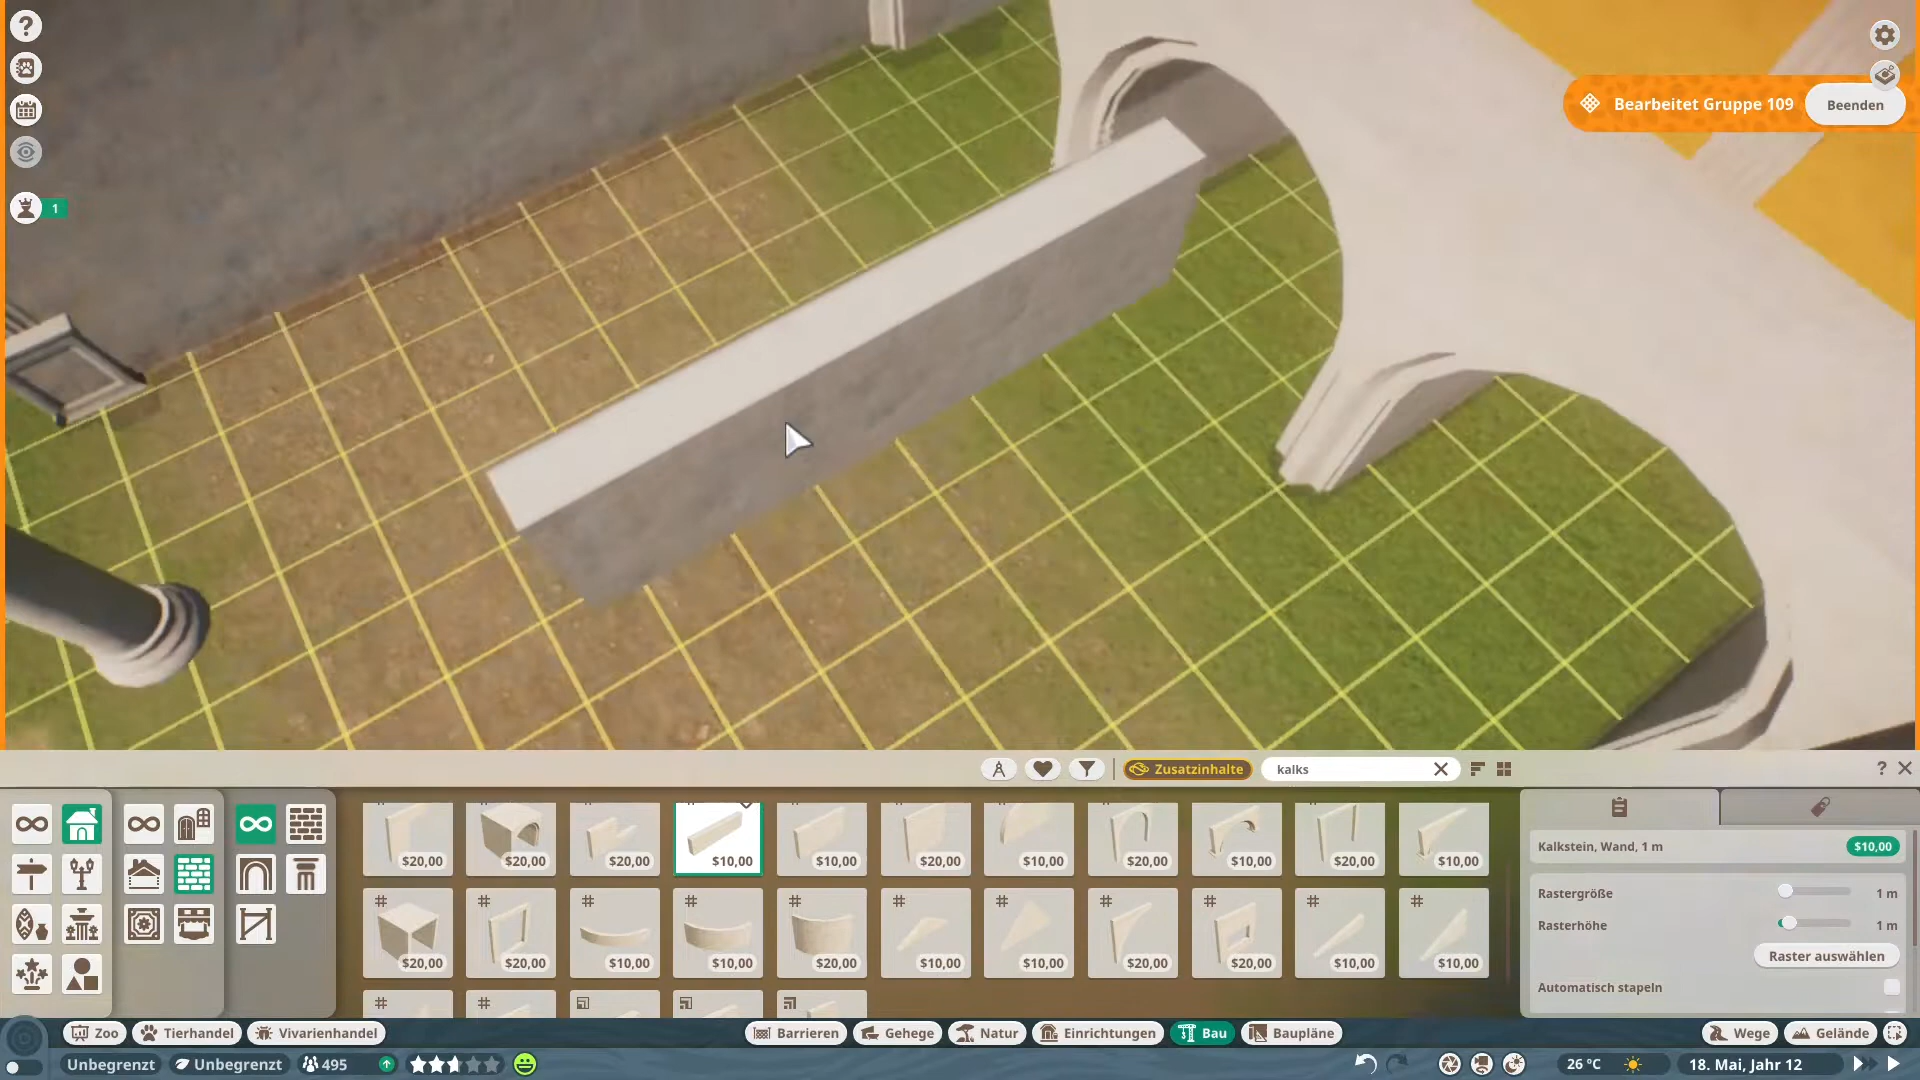 Bearbeitet Gruppe 109
Beenden
1
Zusatzinhalte
kalks
$20,00
$20,00
$20,00
$10,00
$10,00
$20,00
$10,00
$20,00
$10,00
$20,00
$10,00
$20,00
$20,00
$10,00
$10,00
$20,00
$10,00
$10,00
$20,00
$20,00
$10,00
$10,00
Kalkstein, Wand, 1 m
$10,00
Rastergröße
1 m
Rasterhöhe
1 m
Raster auswählen
Automatisch stapeln
Zoo
Tierhandel
Vivarienhandel
Barrieren
Gehege
Natur
Einrichtungen
Bau
Baupläne
Wege
Gelände
Unbegrenzt
Unbegrenzt
495
26 °C
18. Mai, Jahr 12